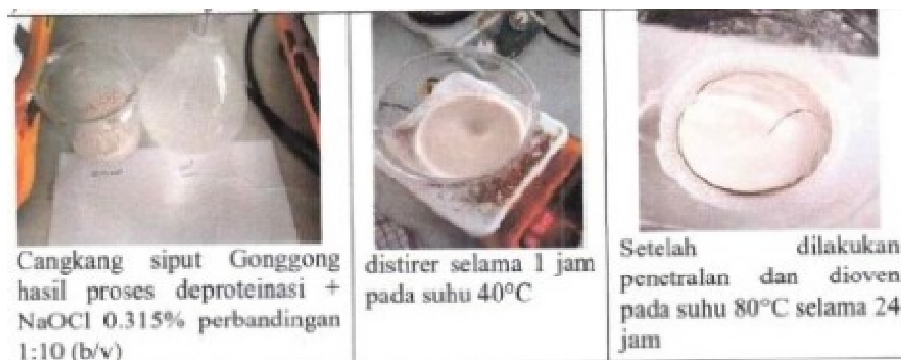 Cangkang siput Gonggong
hasil proses deproteinasi +
NaOCl 0.315% perbandingan
1:10 (b/v)
distirer selama 1 jam
pada suhu 40°C
Setelah dilakukan
penetralan dan dioven
pada suhu 80°C selama 24
jam